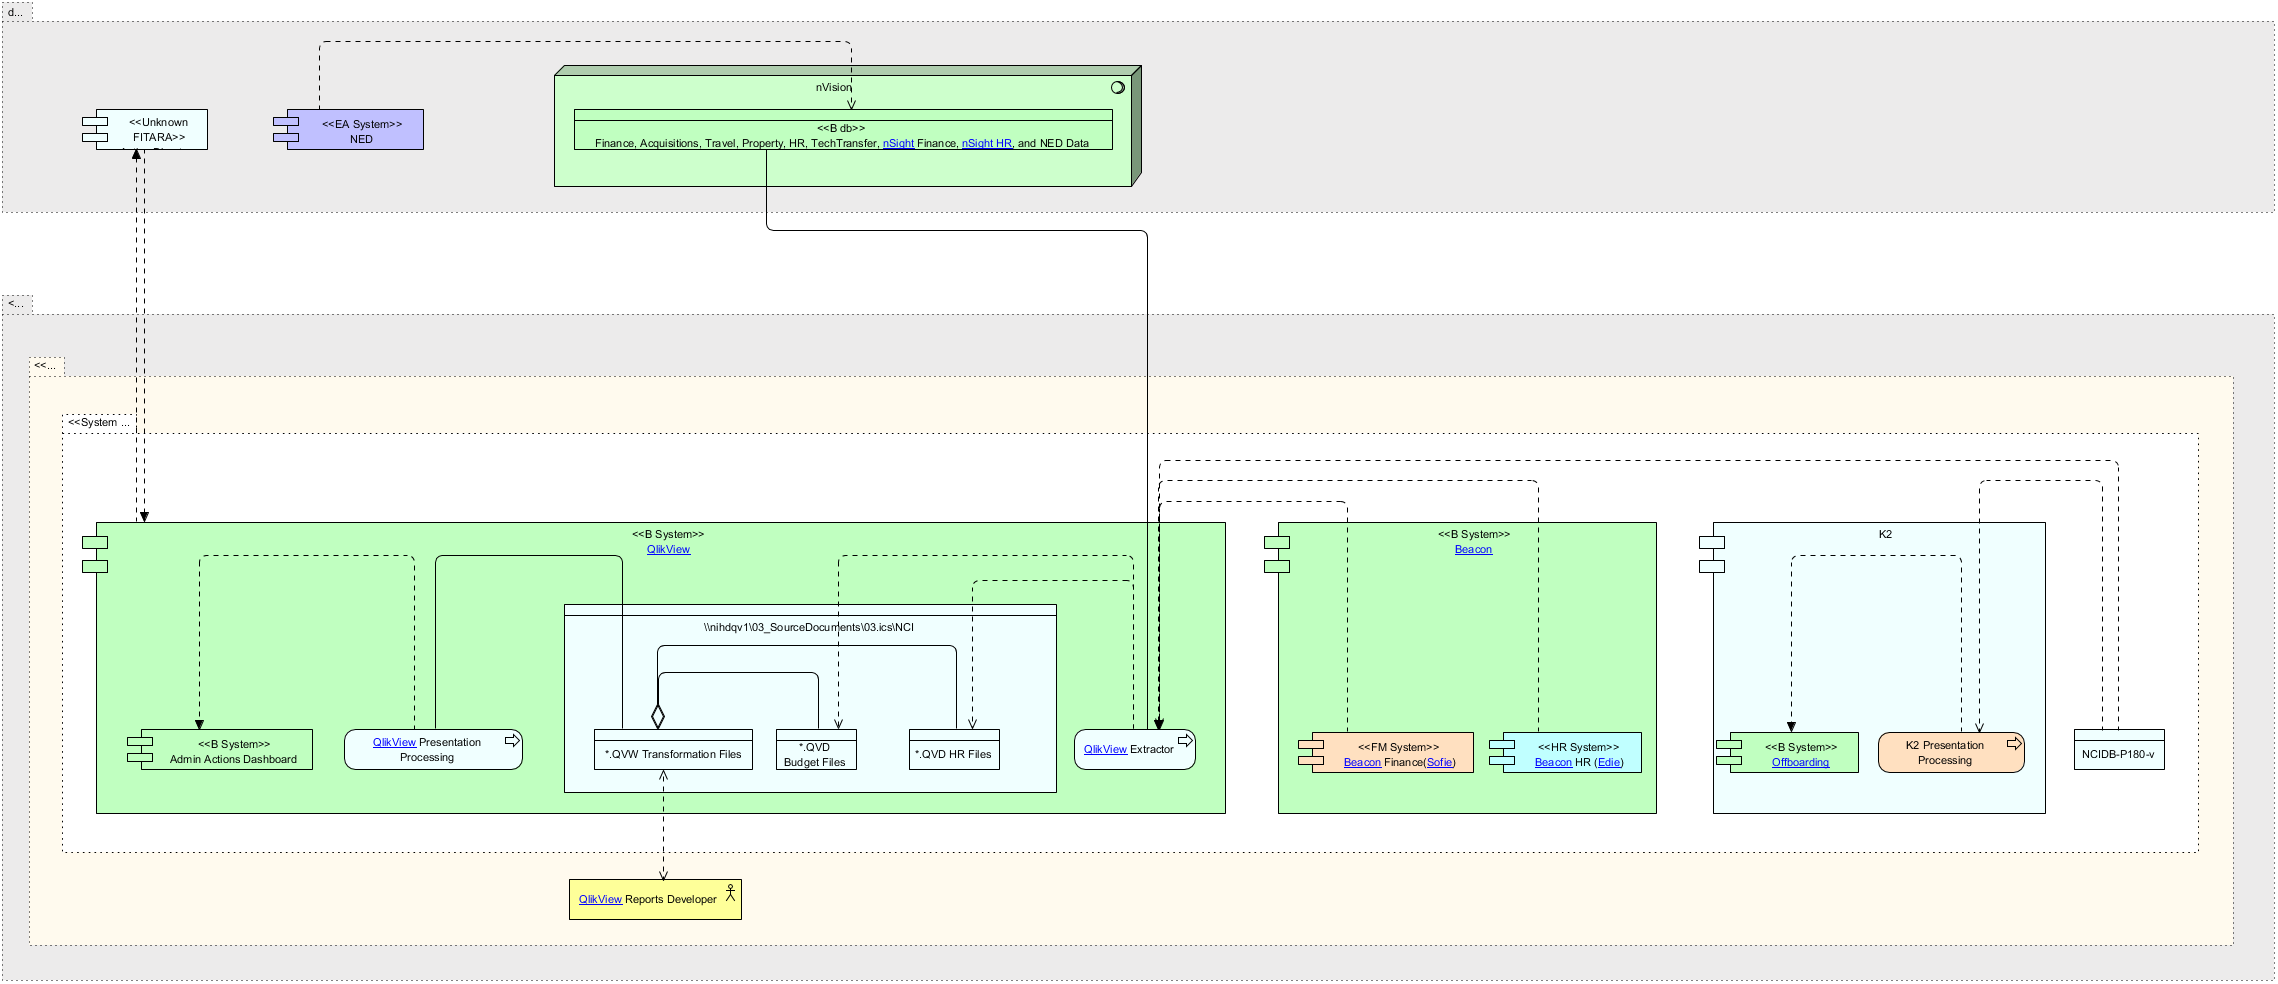 d...
nVision
<<Unknown
FITARA>>
<<EA System>>
NED
<<B db>>
Finance, Acquisitions, Travel, Property, HR, TechTransfer, nSight Finance, nSight HR, and NED Data
<...
<<...
<<System ...
<<B System>>
QlikView
<<B System>>
Beacon
K2
\\nihdqv1\03_SourceDocuments\03.ics\NCI
<<B System>>
Admin Actions Dashboard
QlikView Presentation
Processing
*.QVW Transformation Files
*.QVD
Budget Files
*.QVD HR Files
QlikView Extractor
<<FM System>>
Beacon Finance(Sofie)
<<HR System>>
Beacon HR (Edie)
<<B System>>
Offboarding
K2 Presentation
Processing
NCIDB-P180-v
QlikView Reports Developer